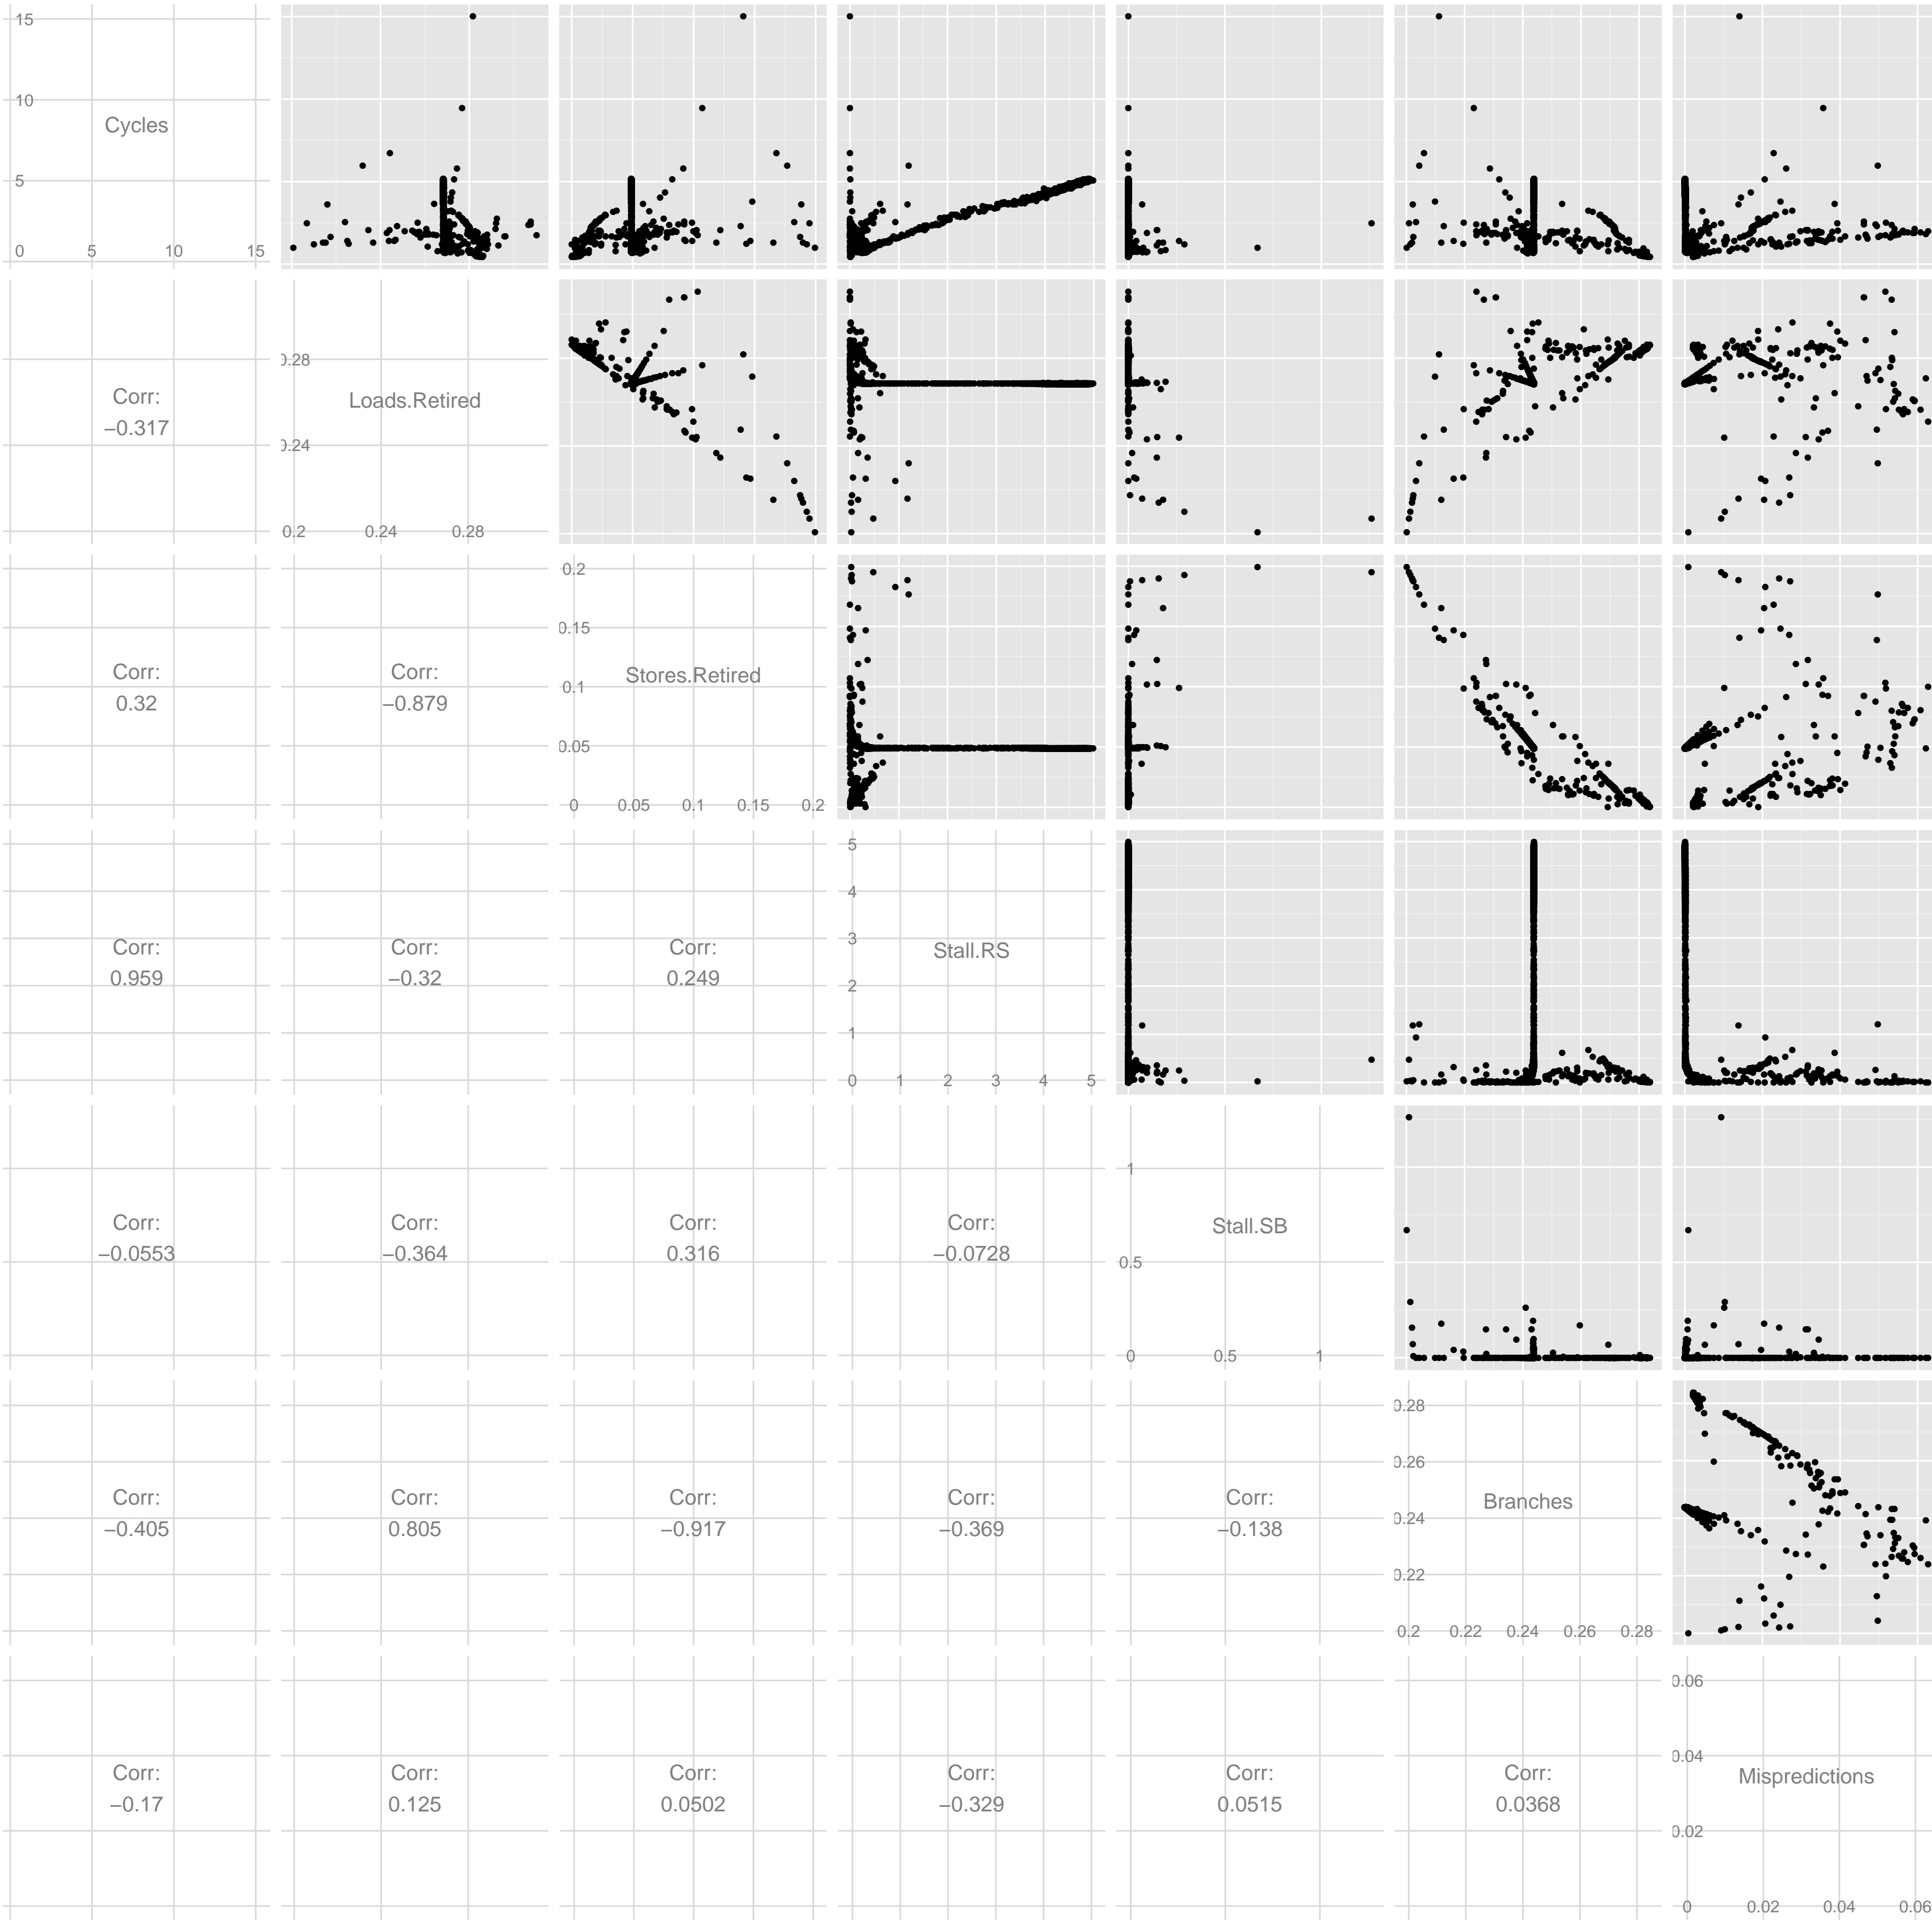 15
10
Cycles
5
0 5 10 15
Corr:
−0.317
0.28
Loads.Retired
0.24
0.2 0.24 0.28
Corr:
0.32
Corr:
−0.879
0.2
0.15
Stores.Retired
0.1
0.05
0 0.05 0.1 0.15 0.2
Corr:
0.959
Corr:
−0.32
Corr:
0.249
5
4
3
Stall.RS
2
1
0 1 2 3 4 5
Corr:
−0.0553
Corr:
−0.364
Corr:
0.316
Corr:
−0.0728
1
Stall.SB
0.5
0 0.5 1
Corr:
−0.405
Corr:
0.805
Corr:
−0.917
Corr:
−0.369
Corr:
−0.138
0.28
0.26
Branches
0.24
0.22
0.2 0.22 0.24 0.26 0.28
Corr:
−0.17
Corr:
0.125
Corr:
0.0502
Corr:
−0.329
Corr:
0.0515
Corr:
0.0368
0.06
0.04
Mispredictions
0.02
0 0.02 0.04 0.06